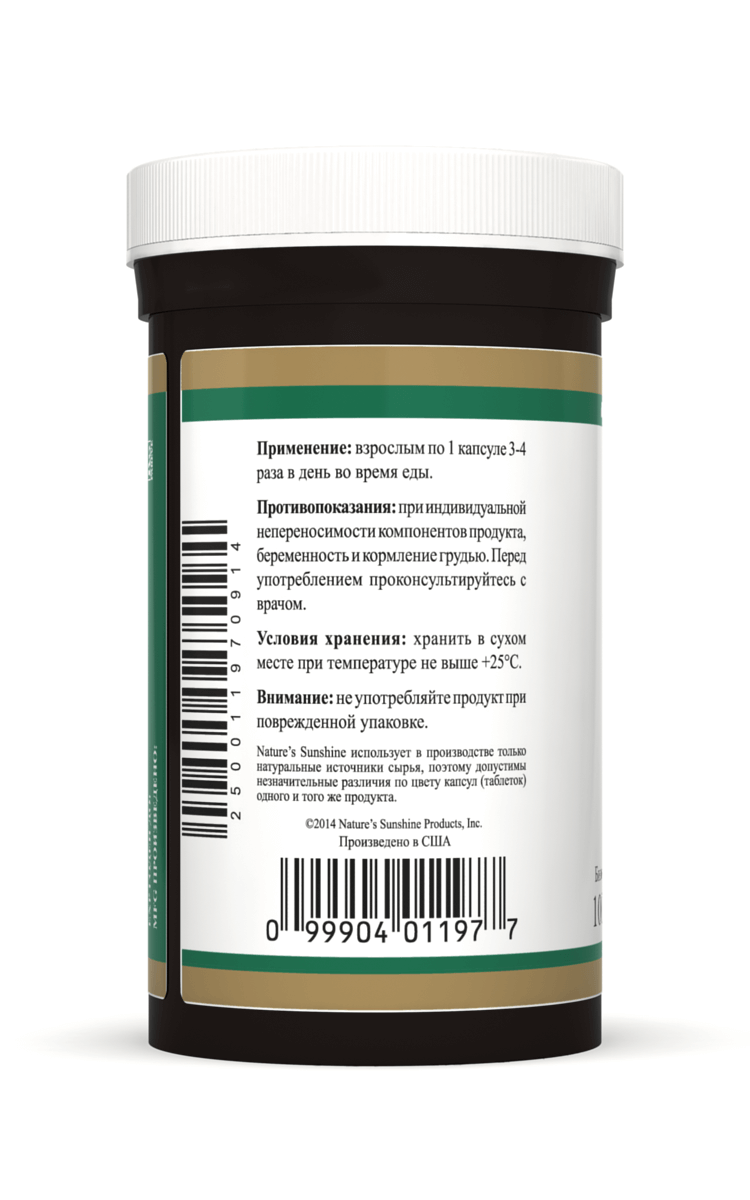 Применение: взрослым по 1 капсуле 3-4
раза в день во время еды.
Противопоказания: при индивидуальной
непереносимости компонентов продукта,
беременность и кормление грудью. Перед
употреблением проконсультируйтесь с
врачом.
Условия хранения: хранить в сухом
месте при температуре не выше +25°С.
Внимание: не употребляйте продукт при
поврежденной упаковке.
Nature's Sunshine использует в производстве только
натуральные источники сырья, поэтому допустимы
незначительные различия по цвету капсул (таблеток)
одного и того же продукта.
©2014 Nature's Sunshine Products, Inc.
Произведено в США
0 99904 01197 7
250011970914
MFG ПРОИЗВЕДЕНО: